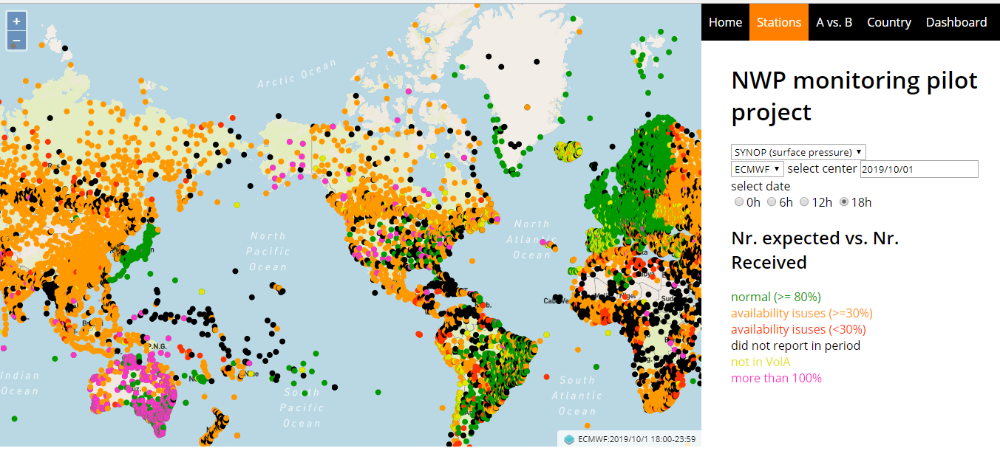 +
−
Home Stations A vs. B Country Dashboard
NWP monitoring pilot
project
SYNOP (surface pressure)
ECMWF select center 2019/10/01
select date
0h 6h 12h 18h
Nr. expected vs. Nr.
Received
normal (>= 80%)
availability isuses (>=30%)
availability isuses (<30%)
did not report in period
not in VolA
more than 100%
Arctic Ocean
North
Pacific
Ocean
North
Atlantic
Ocean
P.N.G.
Indian
Ocean
South
Pacific
Ocean
South
Atlantic
Ocean
ECMWF:2019/10/1 18:00-23:59